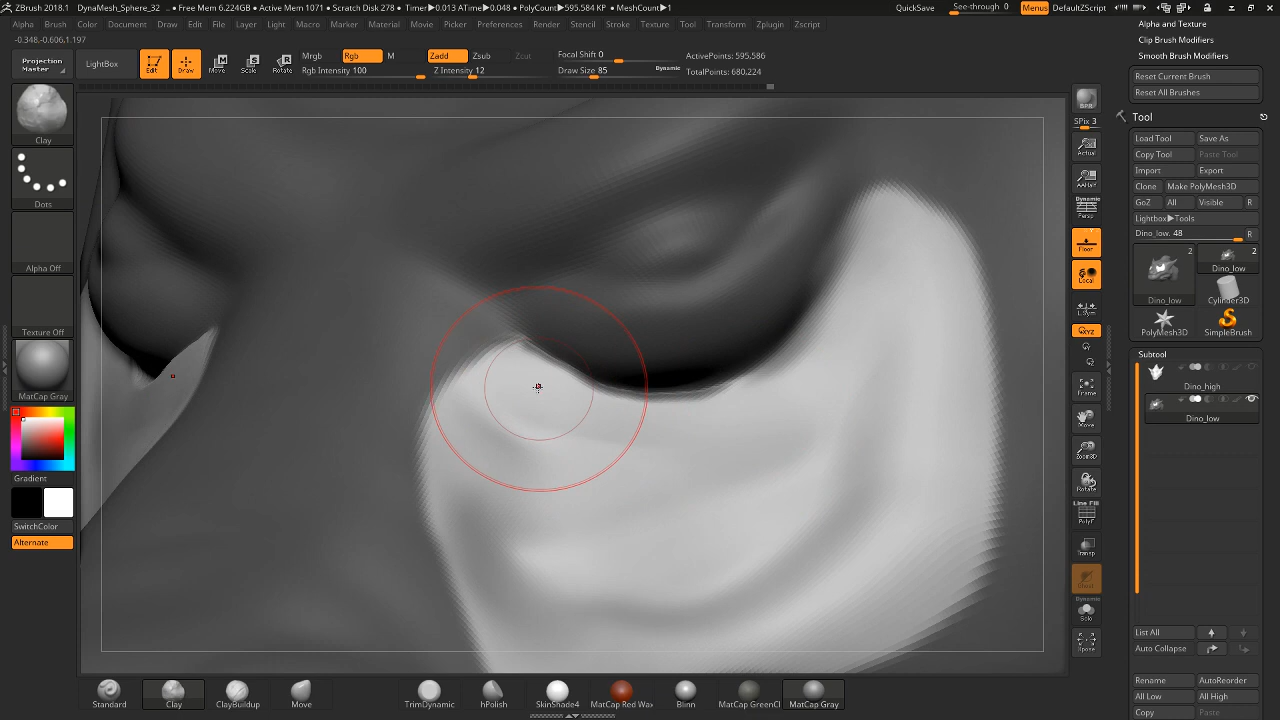 ZBrush 2018.1 DynaMesh_Sphere_32 • Free Mem 6.224GB • Active Mem 1071 • Scratch Disk 278 • Timer▶0.013 ATime▶0.048 • PolyCount▶595.584 KP • MeshCount▶1 QuickSave See-through 0 Menus DefaultZScript
Alpha Brush Color Document Draw Edit File Layer Light Macro Marker Material Movie Picker Preferences Render Stencil Stroke Texture Tool Transform Zplugin Zscript
-0.348,-0.606,1.197
Projection Master
LightBox
Edit
Draw
Move
Scale
Rotate
Mrgb Rgb M
Rgb Intensity 100
Zadd Zsub Zcut
Z Intensity 12
Focal Shift 0
Draw Size 85
Dynamic
ActivePoints: 595,586
TotalPoints: 680,224
Clay
Dots
Alpha Off
Texture Off
MatCap Gray
Gradient
SwitchColor
Alternate
BPR
SPix 3
Actual
AAHalf
Dynamic
Persp
Floor
Local
L.Sym
XYZ
Frame
Move
Zoom3D
Rotate
Line Fill
PolyF
Transp
Ghost
Dynamic
Solo
Xpose
Alpha and Texture
Clip Brush Modifiers
Smooth Brush Modifiers
Reset Current Brush
Reset All Brushes
Tool
Load Tool Save As
Copy Tool Paste Tool
Import Export
Clone Make PolyMesh3D
GoZ All Visible R
Lightbox▶Tools
Dino_low. 48 R
2 2
Dino_low
Dino_low
Cylinder3D
PolyMesh3D
SimpleBrush
Subtool
Dino_high
Dino_low
List All
Auto Collapse
Rename AutoReorder
All Low All High
Copy Paste
Standard Clay ClayBuildup Move TrimDynamic hPolish SkinShade4 MatCap Red Wax Blinn MatCap GreenCl MatCap Gray